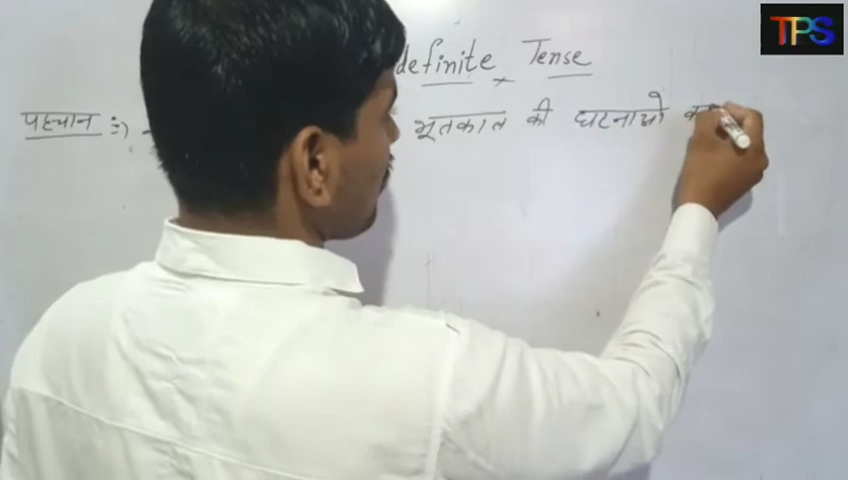 TPS
definite Tense
पहचान :-> भूतकाल की घटनाओ